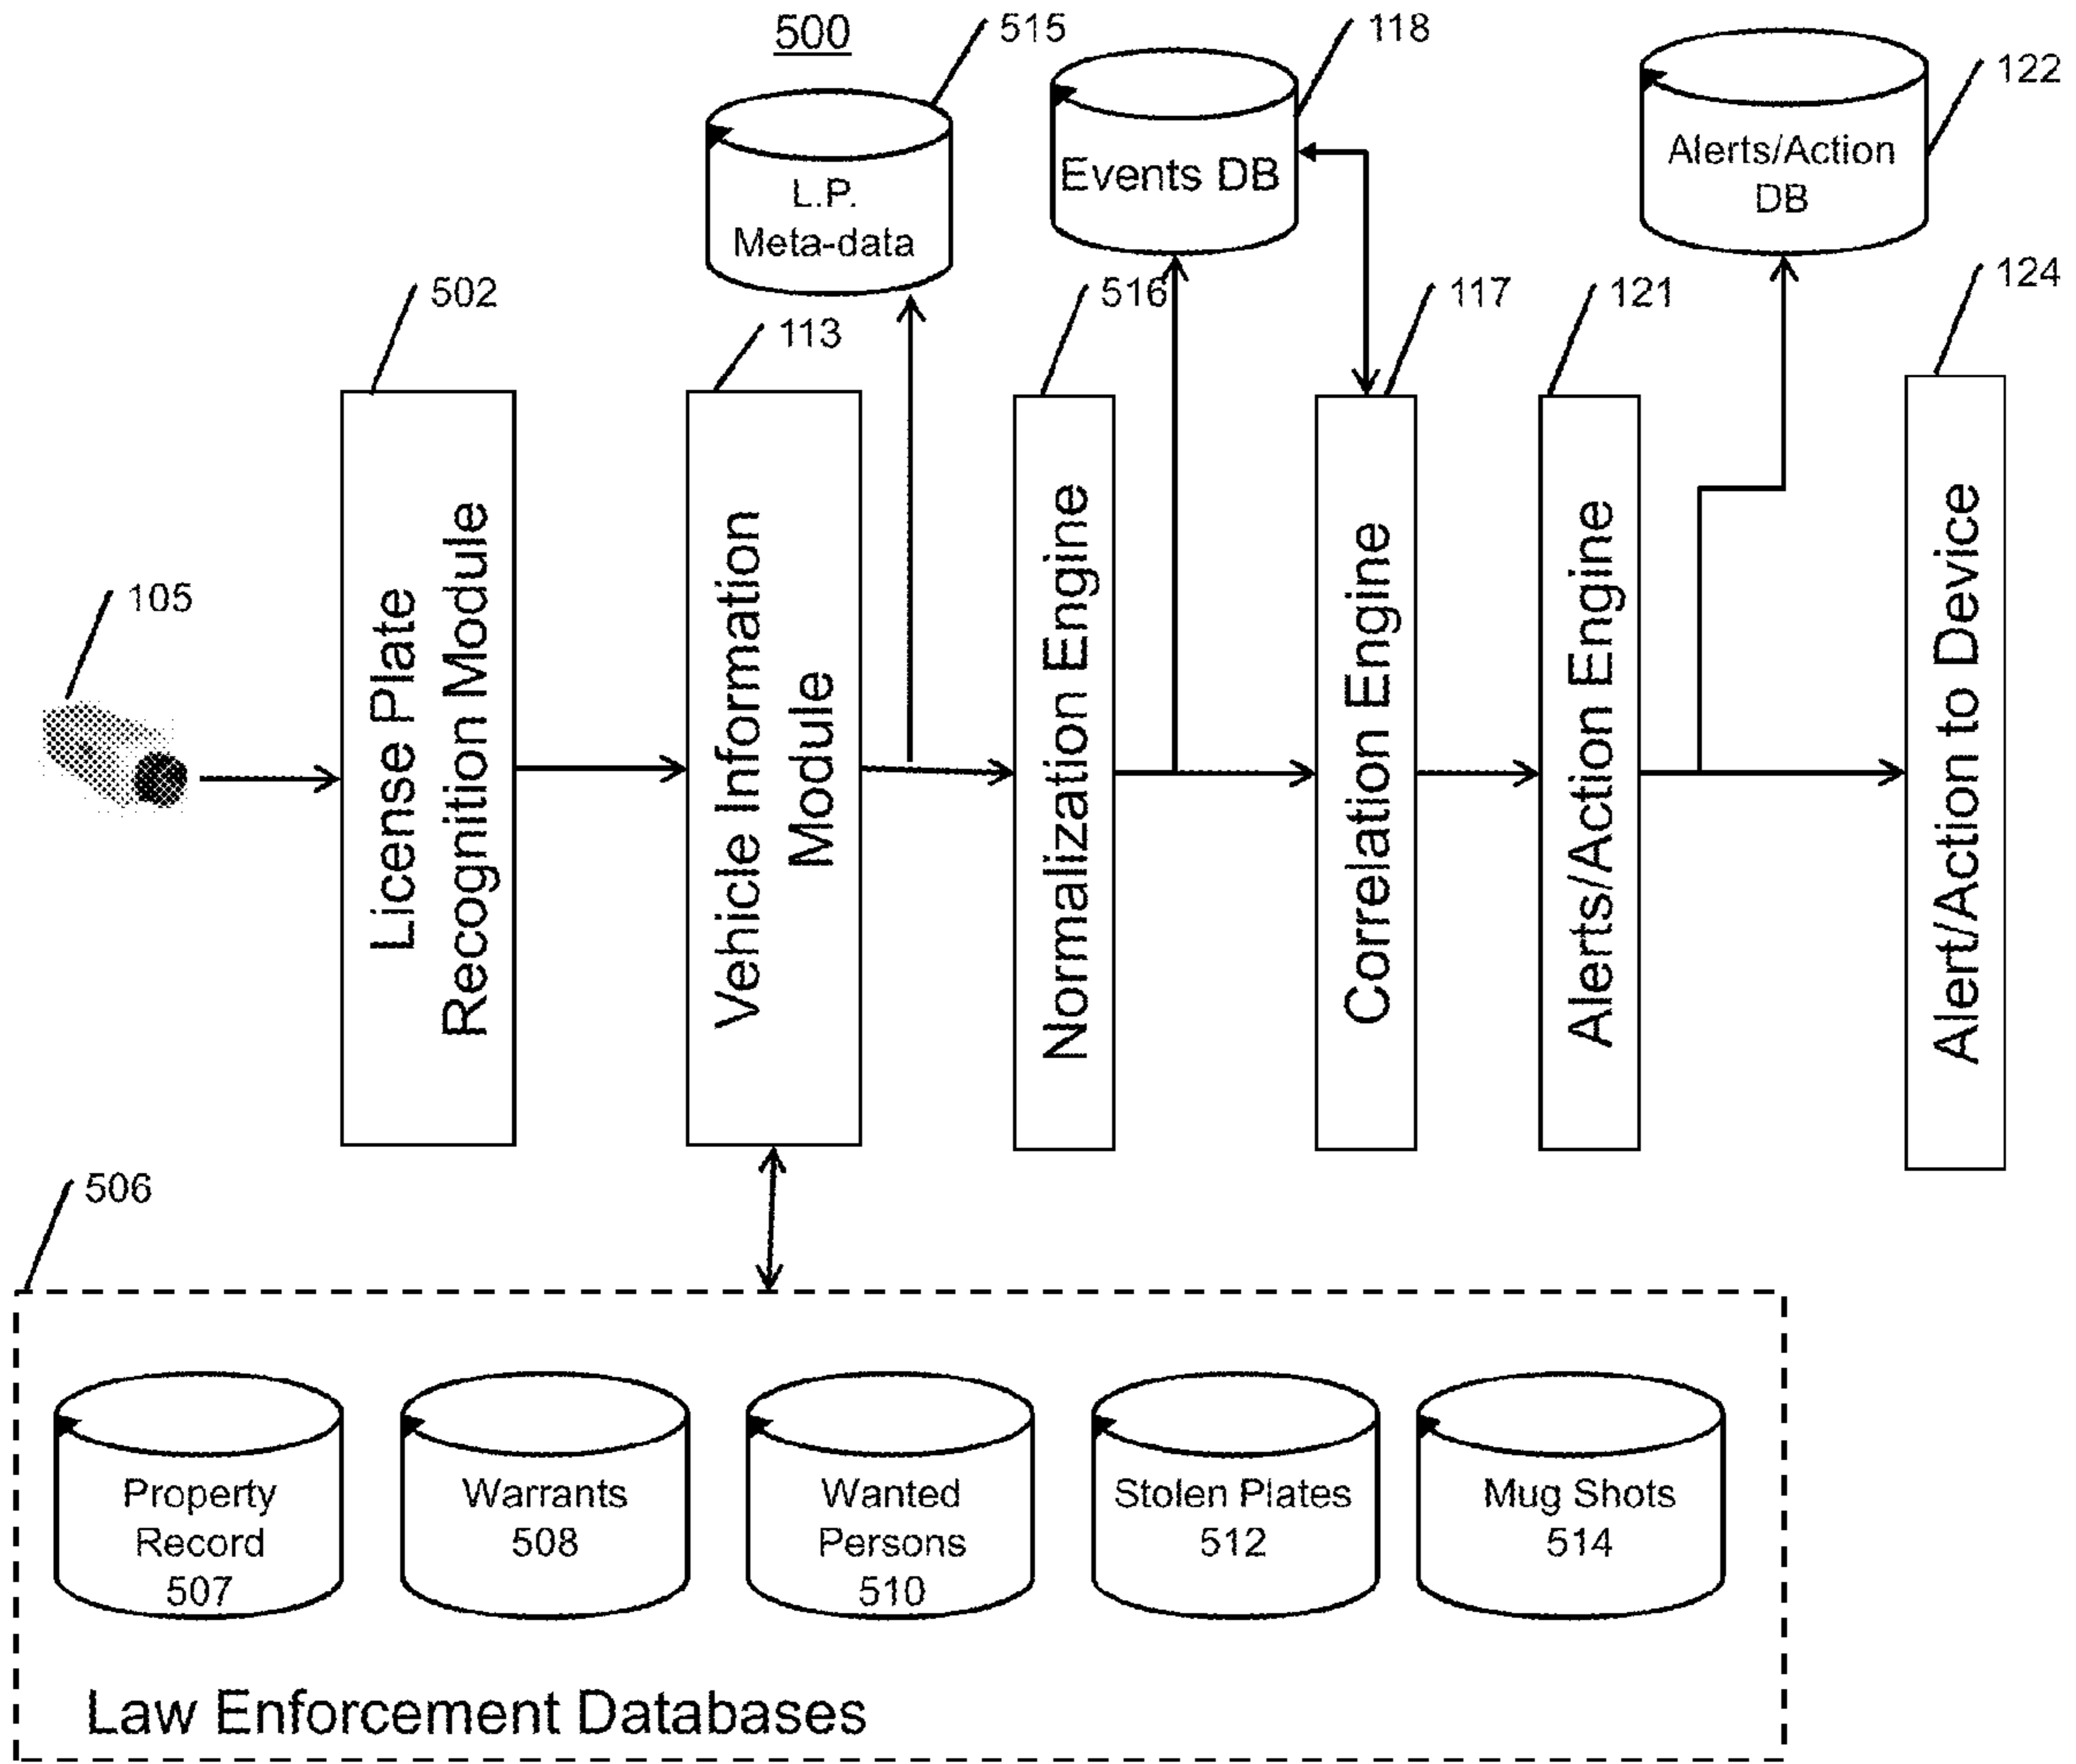 500
515
118
122
L.P.
Meta-data
Events DB
Alerts/Action
DB
502
113
516
117
121
124
105
License Plate
Recognition Module
Vehicle Information
Module
Normalization Engine
Correlation Engine
Alerts/Action Engine
Alert/Action to Device
506
Property
Record
507
Warrants
508
Wanted
Persons
510
Stolen Plates
512
Mug Shots
514
Law Enforcement Databases